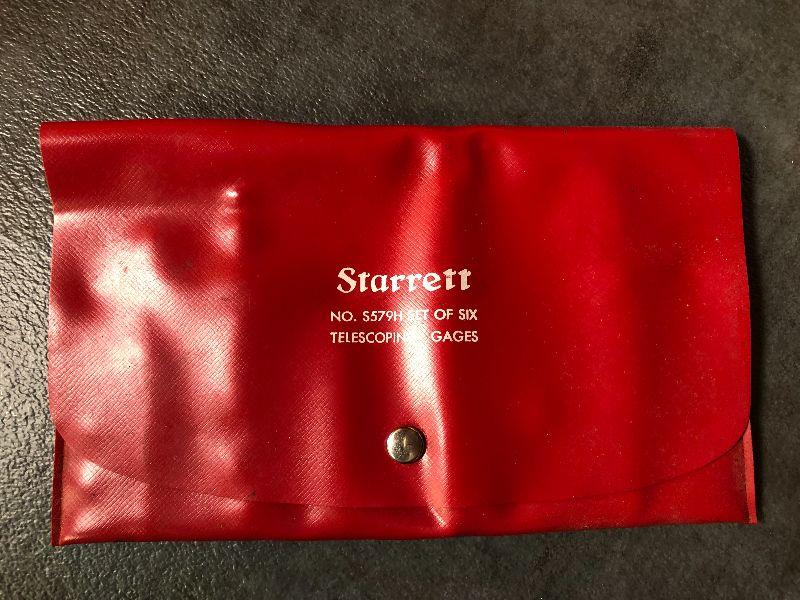 Starrett
NO. S579H SET OF SIX
TELESCOPING GAGES